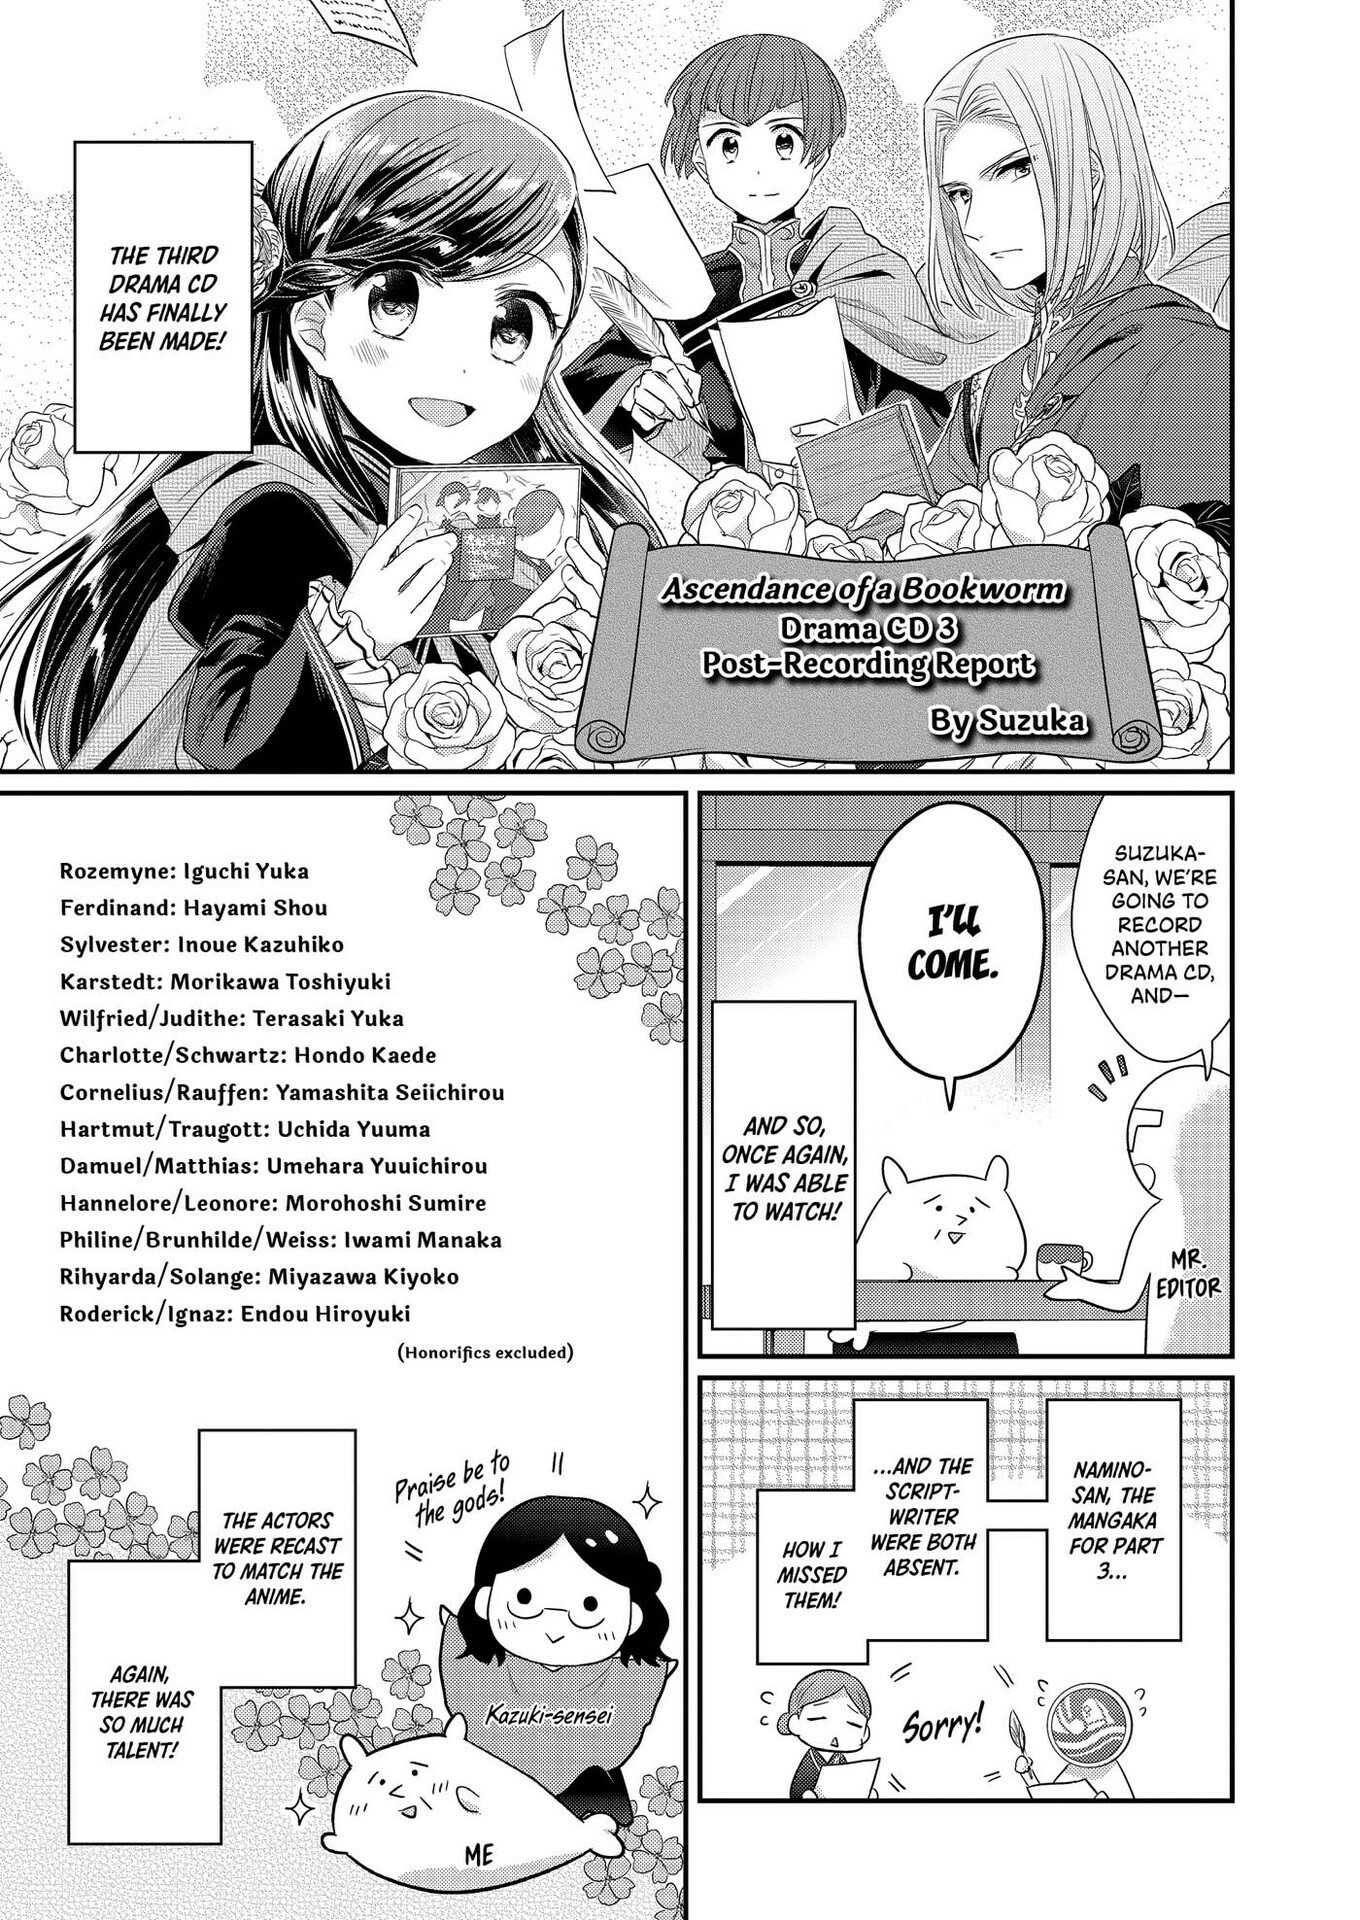 THE THIRD
DRAMA CD
HAS FINALLY
BEEN MADE!
Ascendance of a Bookworm
Drama CD 3
Post-Recording Report
By Suzuka
SUZUKA-
SAN, WE'RE
GOING TO
RECORD
ANOTHER
DRAMA CD,
AND—
I'LL
COME.
AND SO,
ONCE AGAIN,
I WAS ABLE
TO WATCH!
MR.
EDITOR
NAMINO-
SAN, THE
MANGAKA
FOR PART
3...
...AND THE
SCRIPT-
WRITER
WERE BOTH
ABSENT.
HOW I
MISSED
THEM!
Sorry!
Rozemyne: Iguchi Yuka
Ferdinand: Hayami Shou
Sylvester: Inoue Kazuhiko
Karstedt: Morikawa Toshiyuki
Wilfried/Judithe: Terasaki Yuka
Charlotte/Schwartz: Hondo Kaede
Cornelius/Rauffen: Yamashita Seiichirou
Hartmut/Traugott: Uchida Yuuma
Damuel/Matthias: Umehara Yuuichirou
Hannelore/Leonore: Morohoshi Sumire
Philine/Brunhilde/Weiss: Iwami Manaka
Rihyarda/Solange: Miyazawa Kiyoko
Roderick/Ignaz: Endou Hiroyuki
(Honorifics excluded)
THE ACTORS
WERE RECAST
TO MATCH THE
ANIME.
AGAIN,
THERE WAS
SO MUCH
TALENT!
Praise be to
the gods!
Kazuki-sensei
ME